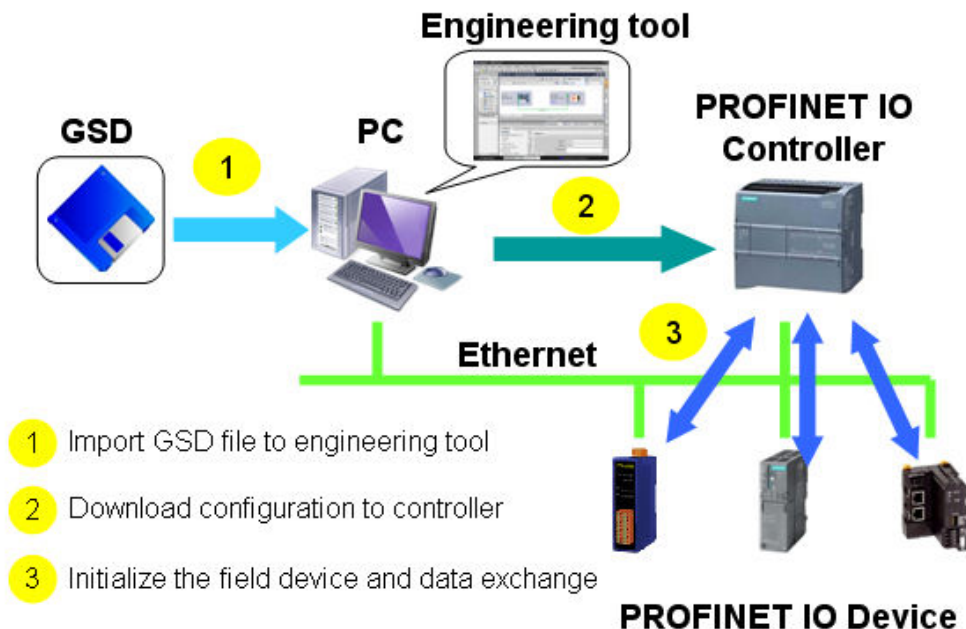 Engineering tool
GSD
PC
PROFINET IO
Controller
1
2
3
Ethernet
1 Import GSD file to engineering tool
2 Download configuration to controller
3 Initialize the field device and data exchange
PROFINET IO Device